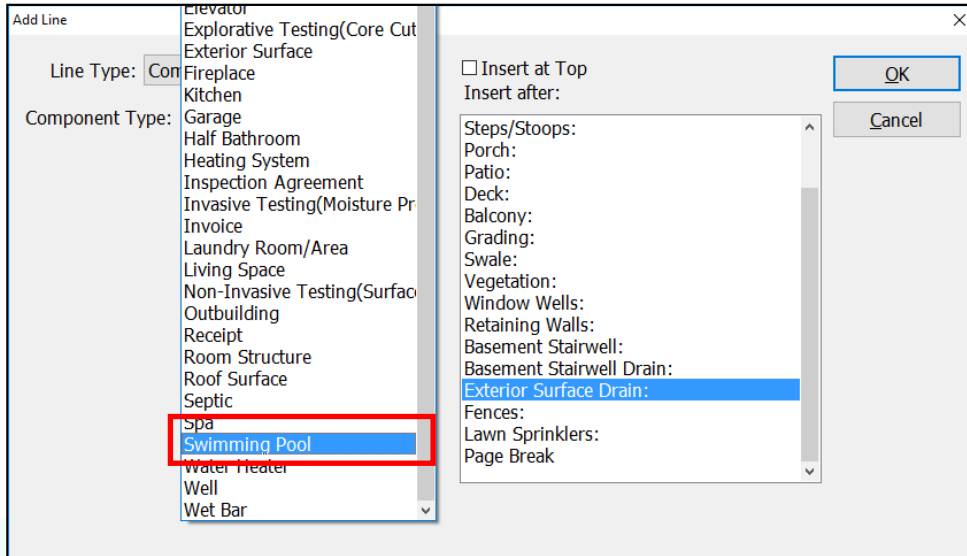 Add Line
Line Type: Com
Component Type:
Elevator
Explorative Testing(Core Cut
Exterior Surface
Fireplace
Kitchen
Garage
Half Bathroom
Heating System
Inspection Agreement
Invasive Testing(Moisture Pr
Invoice
Laundry Room/Area
Living Space
Non-Invasive Testing(Surfac
Outbuilding
Receipt
Room Structure
Roof Surface
Septic
Spa
Swimming Pool
Water Heater
Well
Wet Bar
Insert at Top
Insert after:
Steps/Stoops:
Porch:
Patio:
Deck:
Balcony:
Grading:
Swale:
Vegetation:
Window Wells:
Retaining Walls:
Basement Stairwell:
Basement Stairwell Drain:
Exterior Surface Drain:
Fences:
Lawn Sprinklers:
Page Break
OK
Cancel